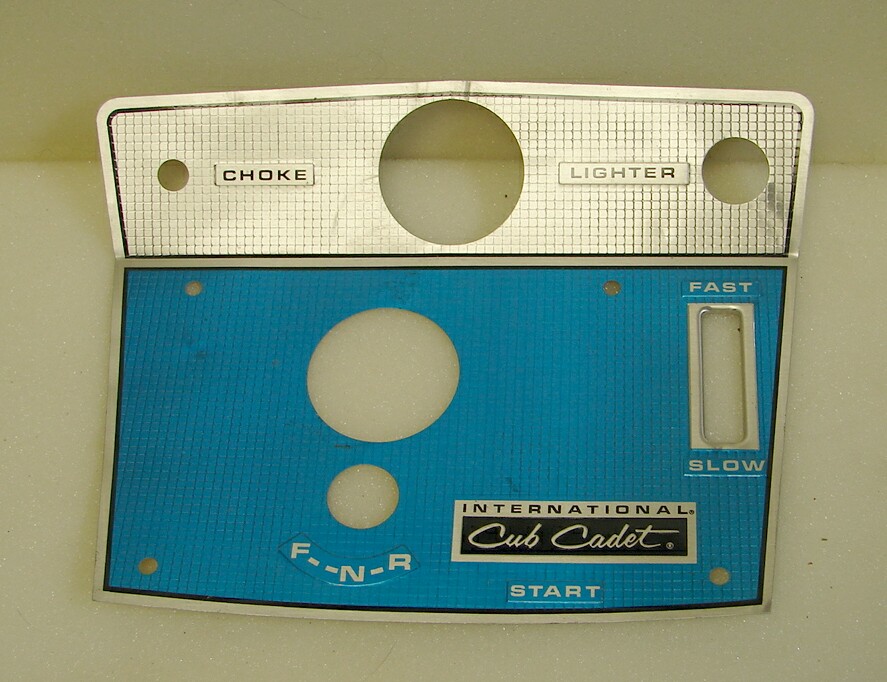 CHOKE
LIGHTER
FAST
SLOW
INTERNATIONAL®
Cub Cadet®
F--N-R
START